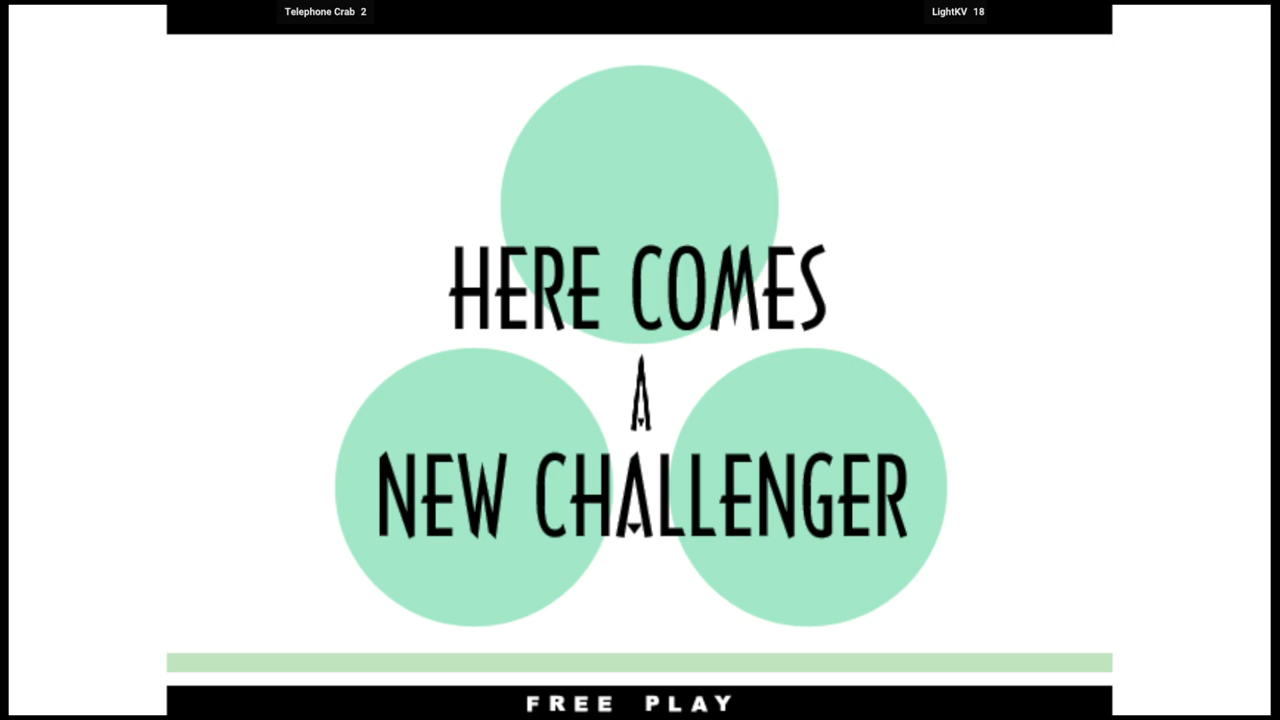 Telephone Crab 2
LightKV 18
HERE COMES
A
NEW CHALLENGER
FREE PLAY